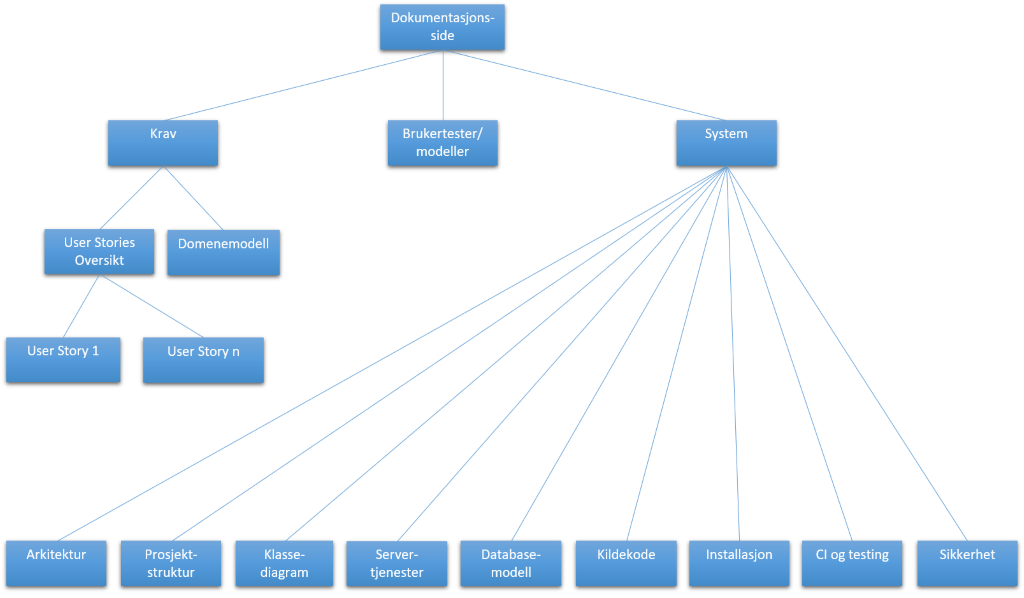 Dokumentasjons-
side
Krav
Brukertester/
modeller
System
User Stories
Oversikt
Domenemodell
User Story 1
User Story n
Arkitektur
Prosjekt-
struktur
Klasse-
diagram
Server-
tjenester
Database-
modell
Kildekode
Installasjon
CI og testing
Sikkerhet